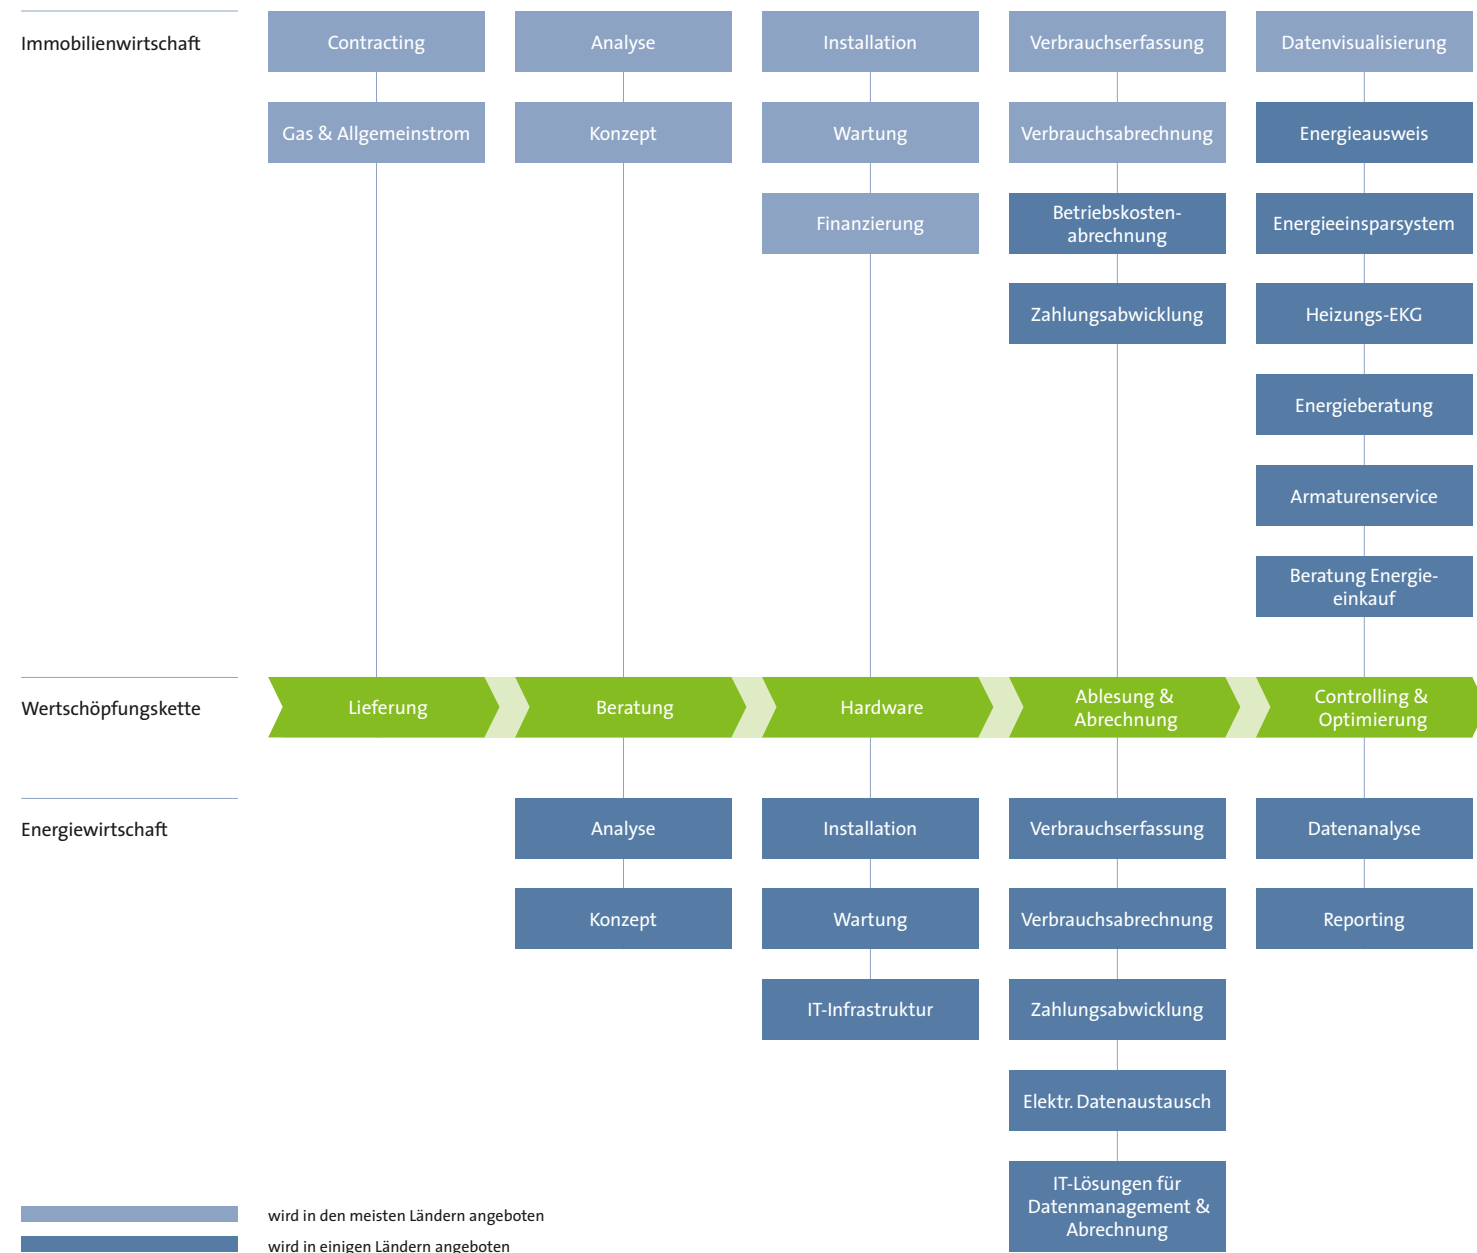 Immobilienwirtschaft
Contracting
Analyse
Installation
Verbrauchserfassung
Datenvisualisierung
Gas & Allgemeinstrom
Konzept
Wartung
Verbrauchsabrechnung
Energieausweis
Finanzierung
Betriebskosten-
abrechnung
Energieeinsparsystem
Zahlungsabwicklung
Heizungs-EKG
Energieberatung
Armaturenservice
Beratung Energie-
einkauf
Wertschöpfungskette
Lieferung
Beratung
Hardware
Ablesung &
Abrechnung
Controlling &
Optimierung
Energiewirtschaft
Analyse
Installation
Verbrauchserfassung
Datenanalyse
Konzept
Wartung
Verbrauchsabrechnung
Reporting
IT-Infrastruktur
Zahlungsabwicklung
Elektr. Datenaustausch
IT-Lösungen für
Datenmanagement &
Abrechnung
wird in den meisten Ländern angeboten
wird in einigen Ländern angeboten